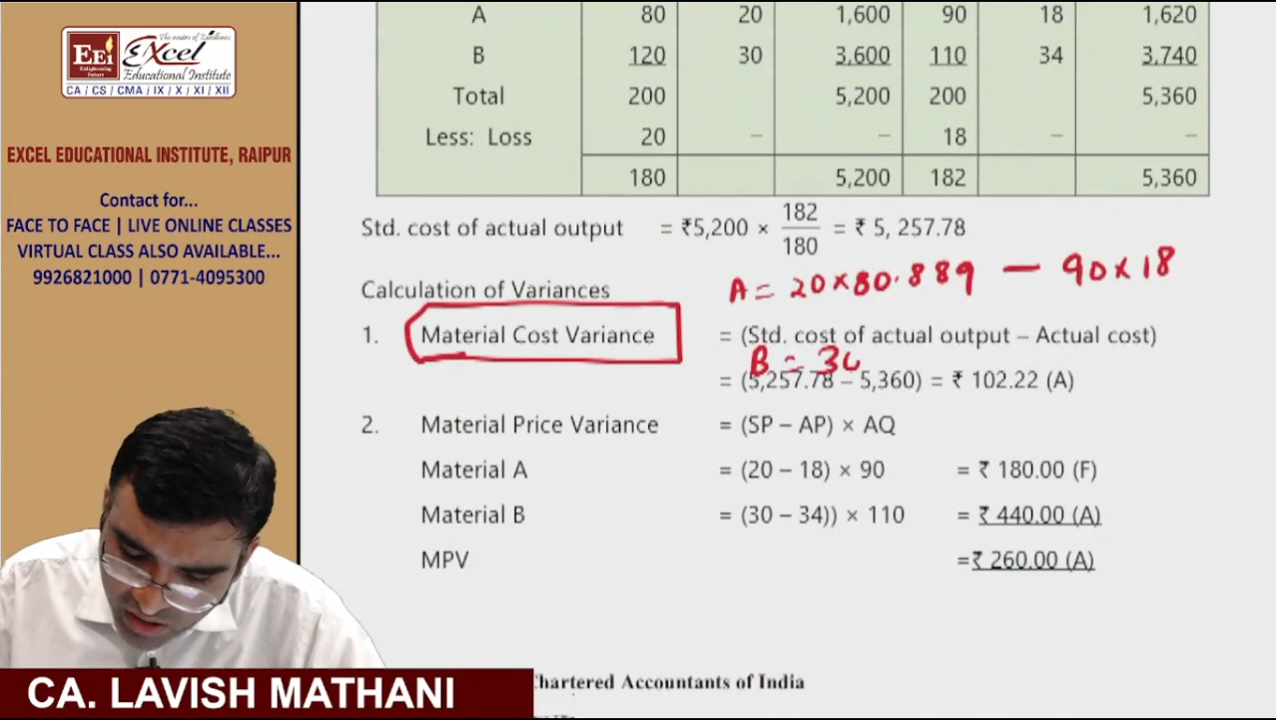 The centre of Excellence
EEi
Enlightening Future
Excel
Educational Institute
CA / CS / CMA / IX / X / XI / XII
EXCEL EDUCATIONAL INSTITUTE, RAIPUR
Contact for...
FACE TO FACE | LIVE ONLINE CLASSES
VIRTUAL CLASS ALSO AVAILABLE...
9926821000 | 0771-4095300
A 80 20 1,600 90 18 1,620
B 120 30 3,600 110 34 3,740
Total 200 5,200 200 5,360
Less: Loss 20 – – 18 – –
180 5,200 182 5,360
Std. cost of actual output = ₹5,200 × 182/180 = ₹ 5, 257.78
A = 20×80.889 — 90×18
Calculation of Variances
1. Material Cost Variance = (Std. cost of actual output – Actual cost)
B = 30
= (5,257.78 – 5,360) = ₹ 102.22 (A)
2. Material Price Variance = (SP – AP) × AQ
Material A = (20 – 18) × 90 = ₹ 180.00 (F)
Material B = (30 – 34)) × 110 = ₹ 440.00 (A)
MPV =₹ 260.00 (A)
Chartered Accountants of India
CA. LAVISH MATHANI